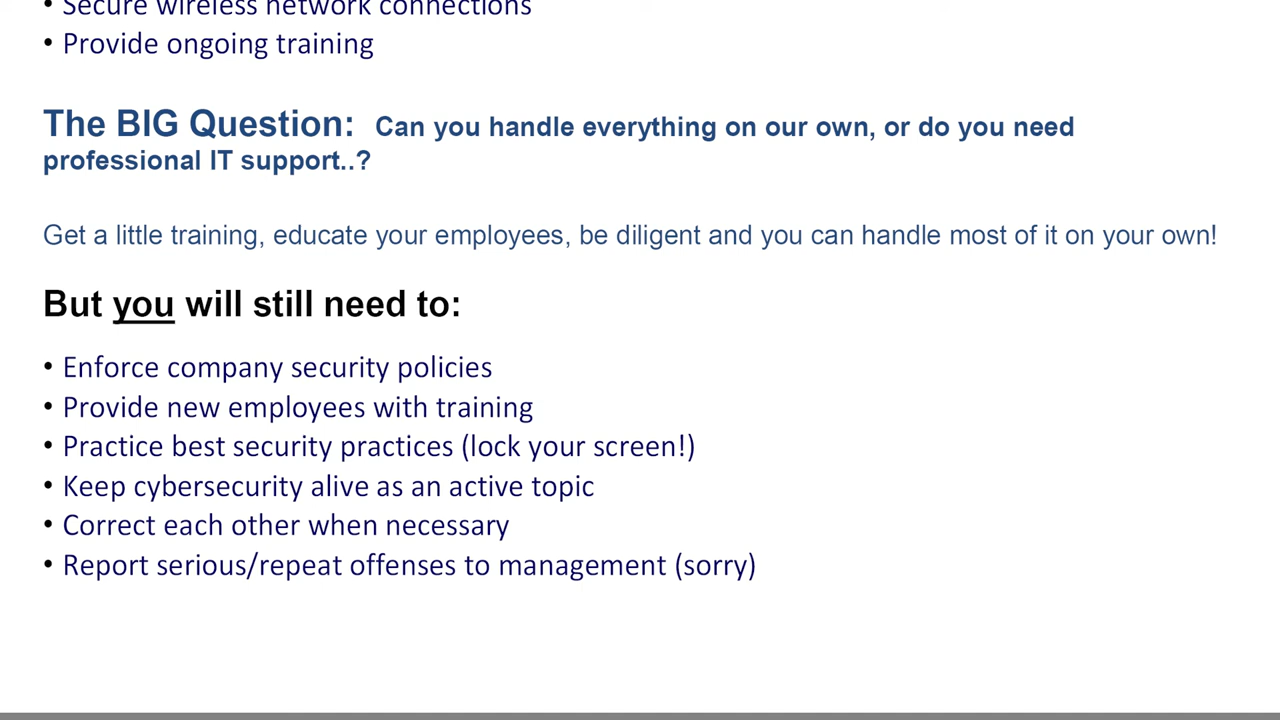 • Secure wireless network connections
• Provide ongoing training
The BIG Question: Can you handle everything on our own, or do you need
professional IT support..?
Get a little training, educate your employees, be diligent and you can handle most of it on your own!
But you will still need to:
• Enforce company security policies
• Provide new employees with training
• Practice best security practices (lock your screen!)
• Keep cybersecurity alive as an active topic
• Correct each other when necessary
• Report serious/repeat offenses to management (sorry)